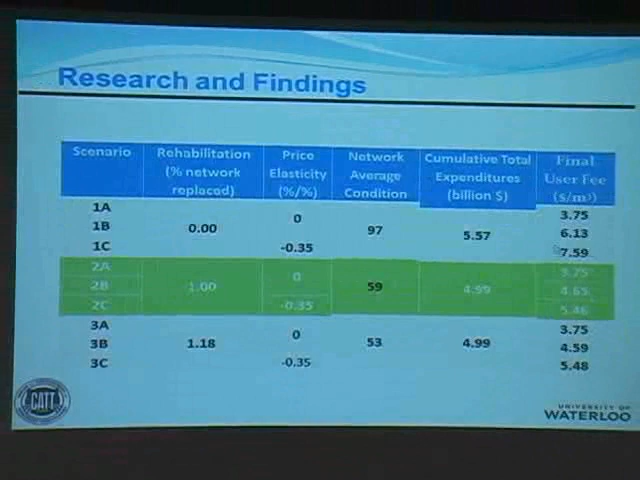 Research and Findings
Scenario Rehabilitation (% network replaced) Price Elasticity (%/%) Network Average Condition Cumulative Total Expenditures (billion $) Final User Fee ($/m³)
1A 0 3.75
1B 0.00 97 5.57 6.13
1C -0.35 7.59
2A 0 3.75
2B 1.00 59 4.99 4.65
2C -0.35 5.46
3A 0 3.75
3B 1.18 53 4.99 4.59
3C -0.35 5.48
CATT
UNIVERSITY OF
WATERLOO